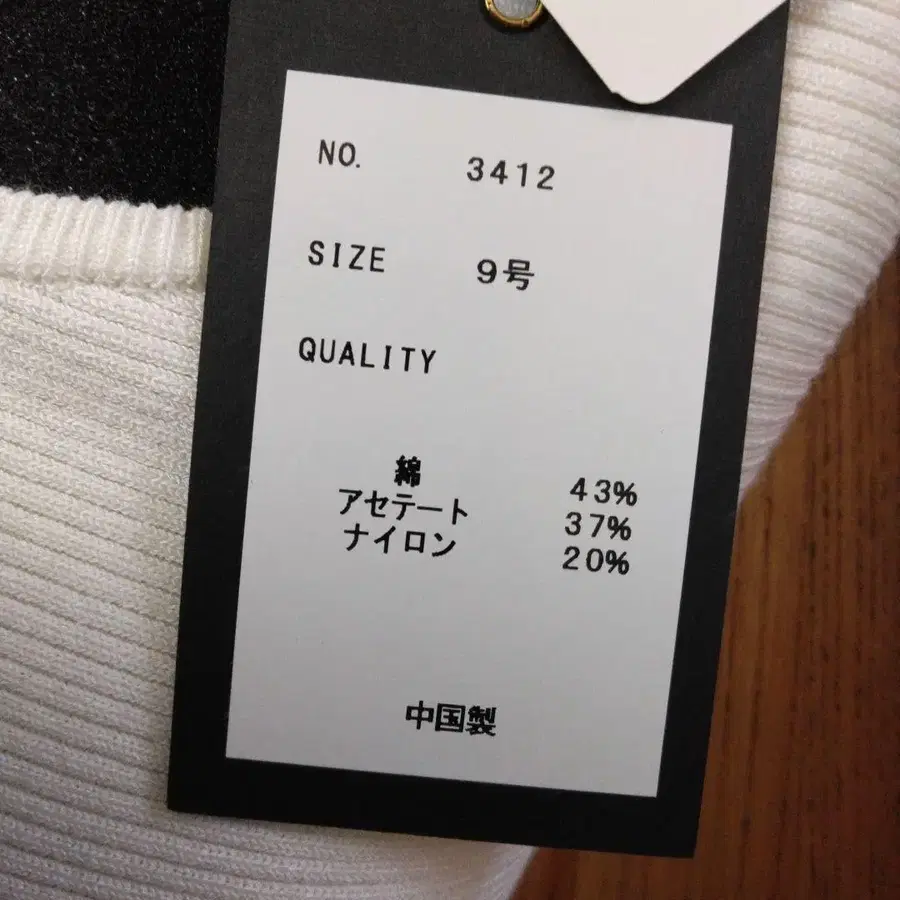 NO. 3412
SIZE 9号
QUALITY
綿 43%
アセテート 37%
ナイロン 20%
中国製